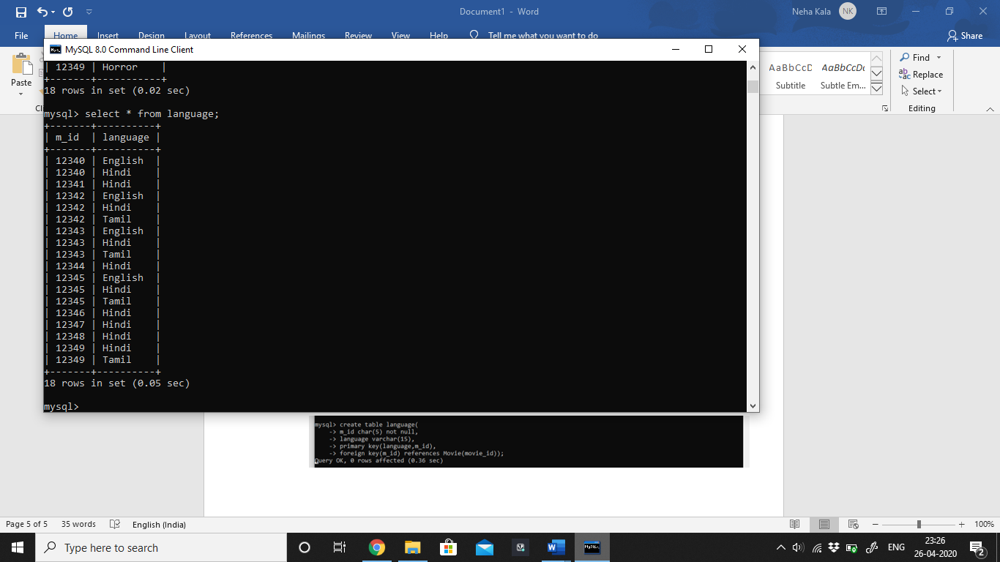 Document1 - Word
Neha Kala NK
File Home Insert Design Layout References Mailings Review View Help Tell me what you want to do Share
MySQL 8.0 Command Line Client
Paste
AaBbCcD AaBbCcDc
Subtitle Subtle Em...
Find
Replace
Select
Editing
| 12349 | Horror    |
+-------+-----------+
18 rows in set (0.02 sec)
mysql> select * from language;
+-------+----------+
| m_id  | language |
+-------+----------+
| 12340 | English  |
| 12340 | Hindi    |
| 12341 | Hindi    |
| 12342 | English  |
| 12342 | Hindi    |
| 12342 | Tamil    |
| 12343 | English  |
| 12343 | Hindi    |
| 12343 | Tamil    |
| 12344 | Hindi    |
| 12345 | English  |
| 12345 | Hindi    |
| 12345 | Tamil    |
| 12346 | Hindi    |
| 12347 | Hindi    |
| 12348 | Hindi    |
| 12349 | Hindi    |
| 12349 | Tamil    |
+-------+----------+
18 rows in set (0.05 sec)
mysql>
mysql> create table language(
-> m_id char(5) not null,
-> language varchar(15),
-> primary key(language,m_id),
-> foreign key(m_id) references Movie(movie_id));
Query OK, 0 rows affected (0.36 sec)
Page 5 of 5 35 words English (India) 100%
Type here to search
ENG
23:26
26-04-2020
2